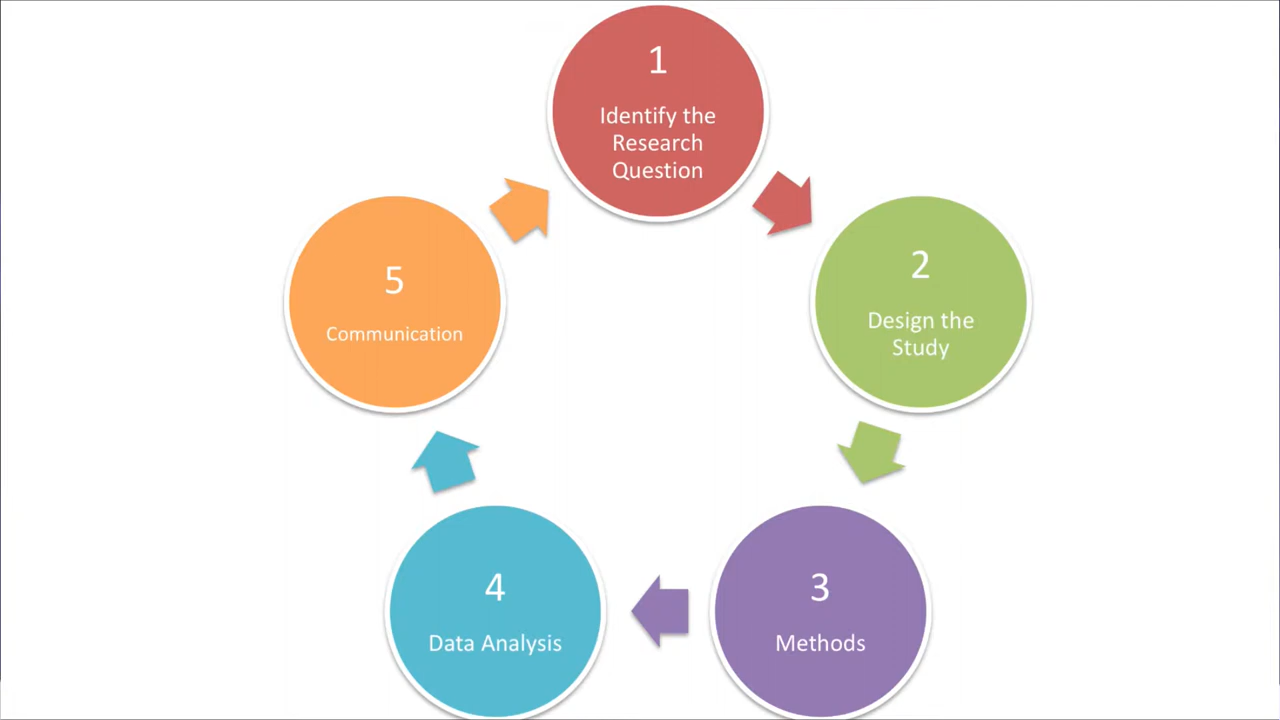 1
Identify the
Research
Question
2
Design the
Study
3
Methods
4
Data Analysis
5
Communication